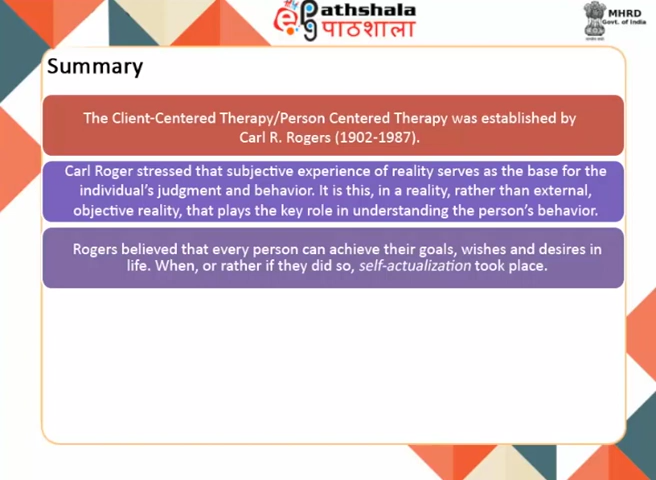 Pathshala
पाठशाला
MHRD
Govt. of India
Summary
The Client-Centered Therapy/Person Centered Therapy was established by
Carl R. Rogers (1902-1987).
Carl Roger stressed that subjective experience of reality serves as the base for the
individual's judgment and behavior. It is this, in a reality, rather than external,
objective reality, that plays the key role in understanding the person's behavior.
Rogers believed that every person can achieve their goals, wishes and desires in
life. When, or rather if they did so, self-actualization took place.